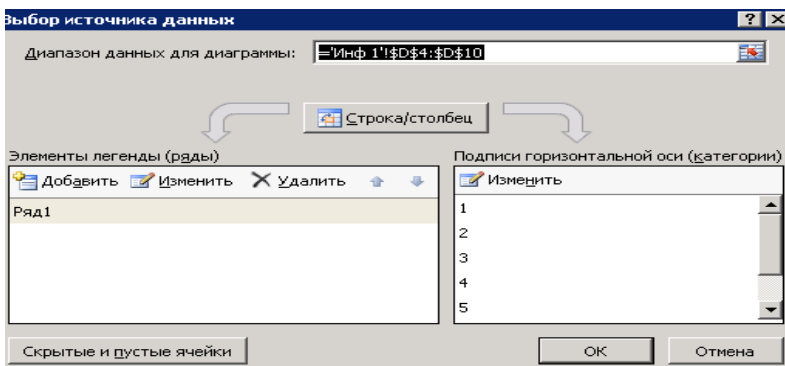 Выбор источника данных
Диапазон данных для диаграммы: ='Инф 1'!$D$4:$D$10
Строка/столбец
Элементы легенды (ряды)
Добавить Изменить Удалить
Ряд1
Подписи горизонтальной оси (категории)
Изменить
1
2
3
4
5
Скрытые и пустые ячейки
ОК
Отмена